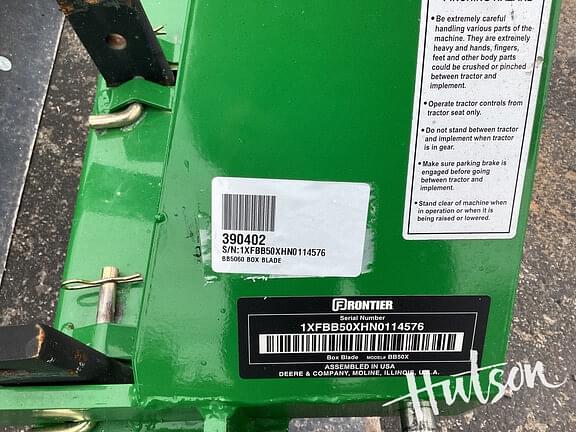 • Be extremely careful
handling various parts of the
machine. They are extremely
heavy and hands, fingers,
feet and other body parts
could be crushed or pinched
between tractor and
implement.
• Operate tractor controls from
tractor seat only.
• Do not stand between tractor
and implement when tractor
is in gear.
• Make sure parking brake is
engaged before going
between tractor and
implement.
• Stand clear of machine when
in operation or when it is
being raised or lowered.
390402
S/N:1XFBB50XHN0114576
BB5060 BOX BLADE
FRONTIER
Serial Number
1XFBB50XHN0114576
Box Blade MODEL# BB50X
ASSEMBLED IN USA
DEERE & COMPANY, MOLINE, ILLINOIS, U.S.A.
Hutson